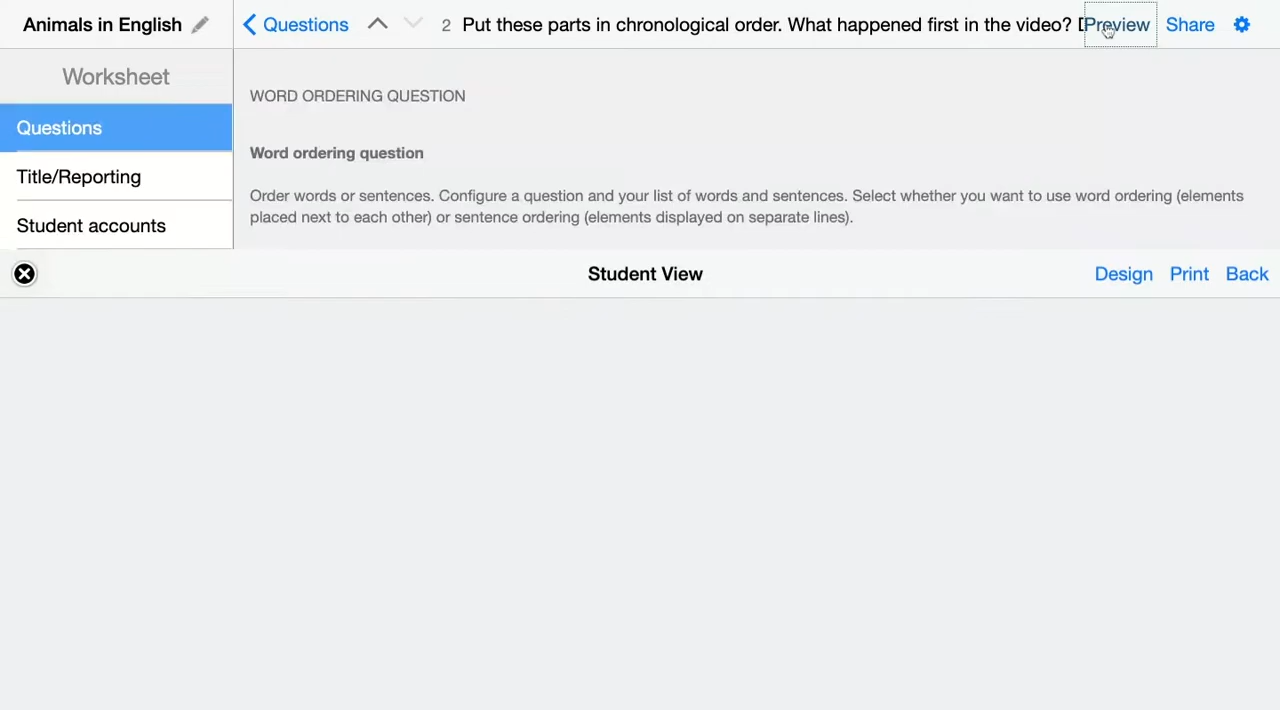 Animals in English
Questions
2 Put these parts in chronological order. What happened first in the video?
Preview
Share
Worksheet
Questions
Title/Reporting
Student accounts
WORD ORDERING QUESTION
Word ordering question
Order words or sentences. Configure a question and your list of words and sentences. Select whether you want to use word ordering (elements
placed next to each other) or sentence ordering (elements displayed on separate lines).
Student View
Design
Print
Back